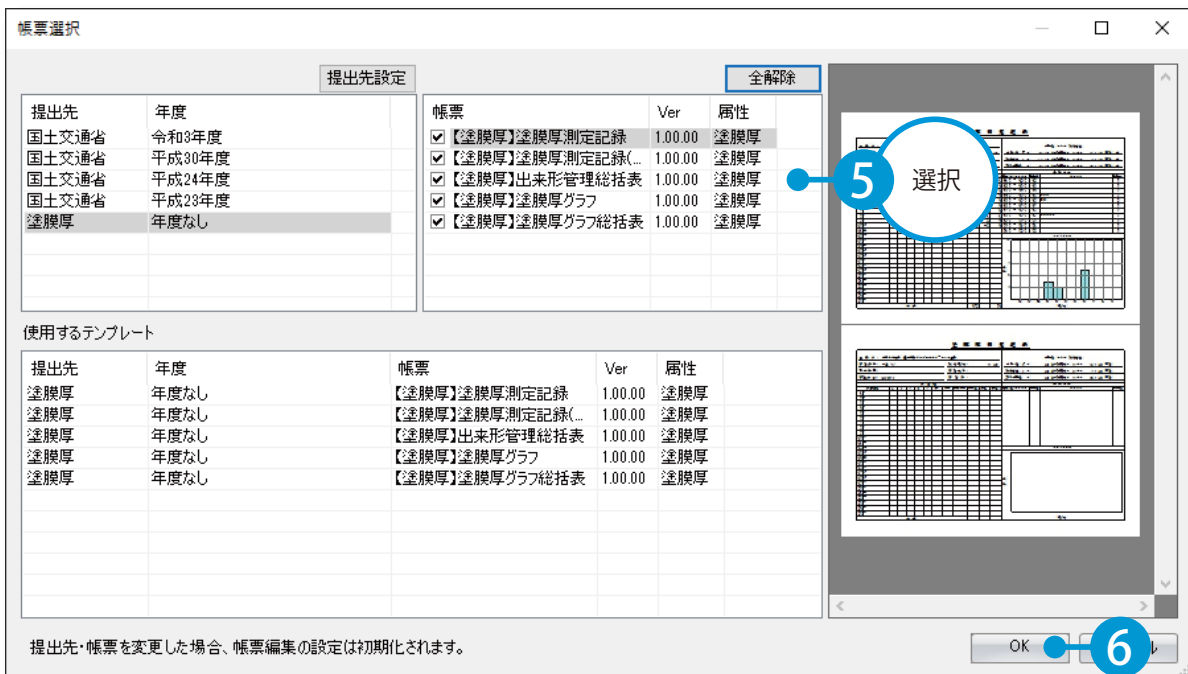 帳票選択
提出先設定
全解除
提出先 年度
国土交通省 令和3年度
国土交通省 平成30年度
国土交通省 平成24年度
国土交通省 平成23年度
塗膜厚 年度なし
帳票 Ver 属性
【塗膜厚】塗膜厚測定記録 1.00.00 塗膜厚
【塗膜厚】塗膜厚測定記録(... 1.00.00 塗膜厚
【塗膜厚】出来形管理総括表 1.00.00 塗膜厚
【塗膜厚】塗膜厚グラフ 1.00.00 塗膜厚
【塗膜厚】塗膜厚グラフ総括表 1.00.00 塗膜厚
5 選択
使用するテンプレート
提出先 年度 帳票 Ver 属性
塗膜厚 年度なし 【塗膜厚】塗膜厚測定記録 1.00.00 塗膜厚
塗膜厚 年度なし 【塗膜厚】塗膜厚測定記録(... 1.00.00 塗膜厚
塗膜厚 年度なし 【塗膜厚】出来形管理総括表 1.00.00 塗膜厚
塗膜厚 年度なし 【塗膜厚】塗膜厚グラフ 1.00.00 塗膜厚
塗膜厚 年度なし 【塗膜厚】塗膜厚グラフ総括表 1.00.00 塗膜厚
提出先・帳票を変更した場合、帳票編集の設定は初期化されます。
OK 6 ル